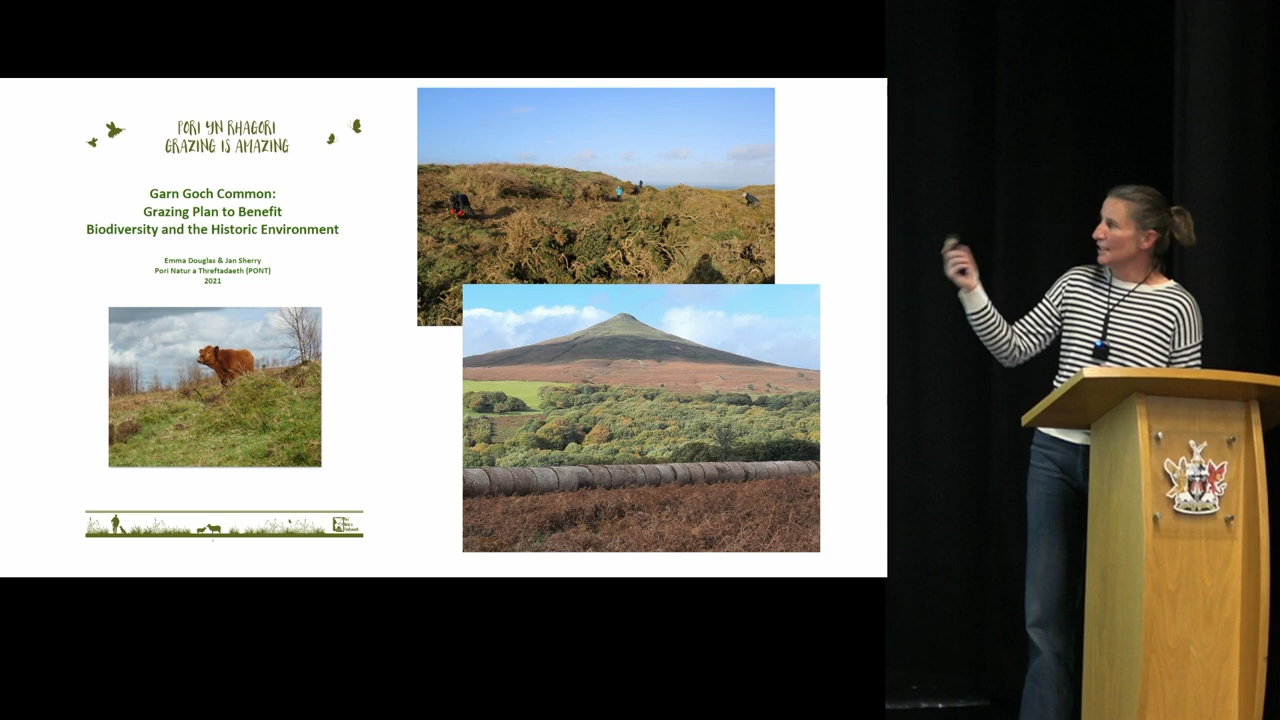 PORI YN RHAGORI
GRAZING IS AMAZING
Garn Goch Common:
Grazing Plan to Benefit
Biodiversity and the Historic Environment
Emma Douglas & Jan Sherry
Pori Natur a Threftadaeth (PONT)
2021